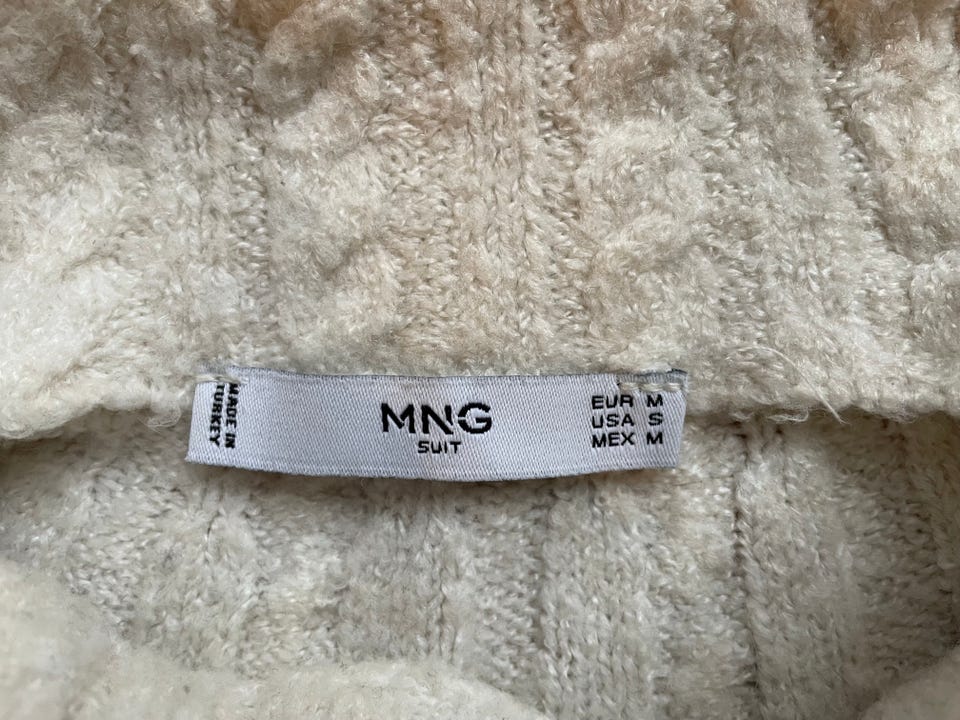 MADE IN
TURKEY
MNG
SUIT
EUR M
USA S
MEX M